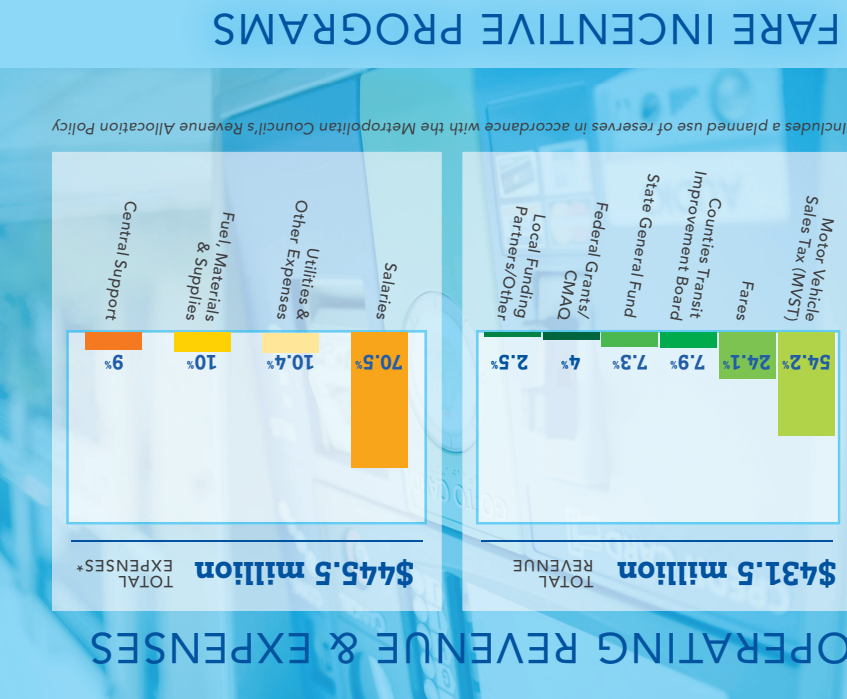 OPERATING REVENUE & EXPENSES
$431.5 million TOTAL
REVENUE
54.2%
24.1%
7.9%
7.3%
4%
2.5%
Motor Vehicle
Sales Tax (MVST)
Fares
Counties Transit
Improvement Board
State General Fund
Federal Grants/
CMAQ
Local Funding
Partners/Other
$445.5 million TOTAL
EXPENSES*
70.5%
10.4%
10%
9%
Salaries
Utilities &
Other Expenses
Fuel, Materials
& Supplies
Central Support
Includes a planned use of reserves in accordance with the Metropolitan Council's Revenue Allocation Policy
FARE INCENTIVE PROGRAMS